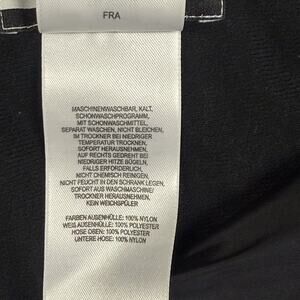 FRA
MASCHINENWASCHBAR, KALT,
SCHONWASCHPROGRAMM,
MIT SCHONWASCHMITTEL,
SEPARAT WASCHEN, NICHT BLEICHEN,
IM TROCKNER BEI NIEDRIGER
TEMPERATUR TROCKNEN,
SOFORT HERAUSNEHMEN,
AUF RECHTS GEDREHT BEI
NIEDRIGER HITZE BÜGELN,
FALLS ERFORDERLICH,
NICHT CHEMISCH REINIGEN,
NICHT FEUCHT IN DEN SCHRANK LEGEN,
SOFORT AUS WASCHMASCHINE/
TROCKNER HERAUSNEHMEN,
KEIN WEICHSPÜLER
FARBEN AUSENHÜLLE: 100% NYLON
WEIß AUSENHÜLLE: 100% POLYESTER
HOSE OBEN: 100% POLYESTER
UNTERE HOSE: 100% NYLON